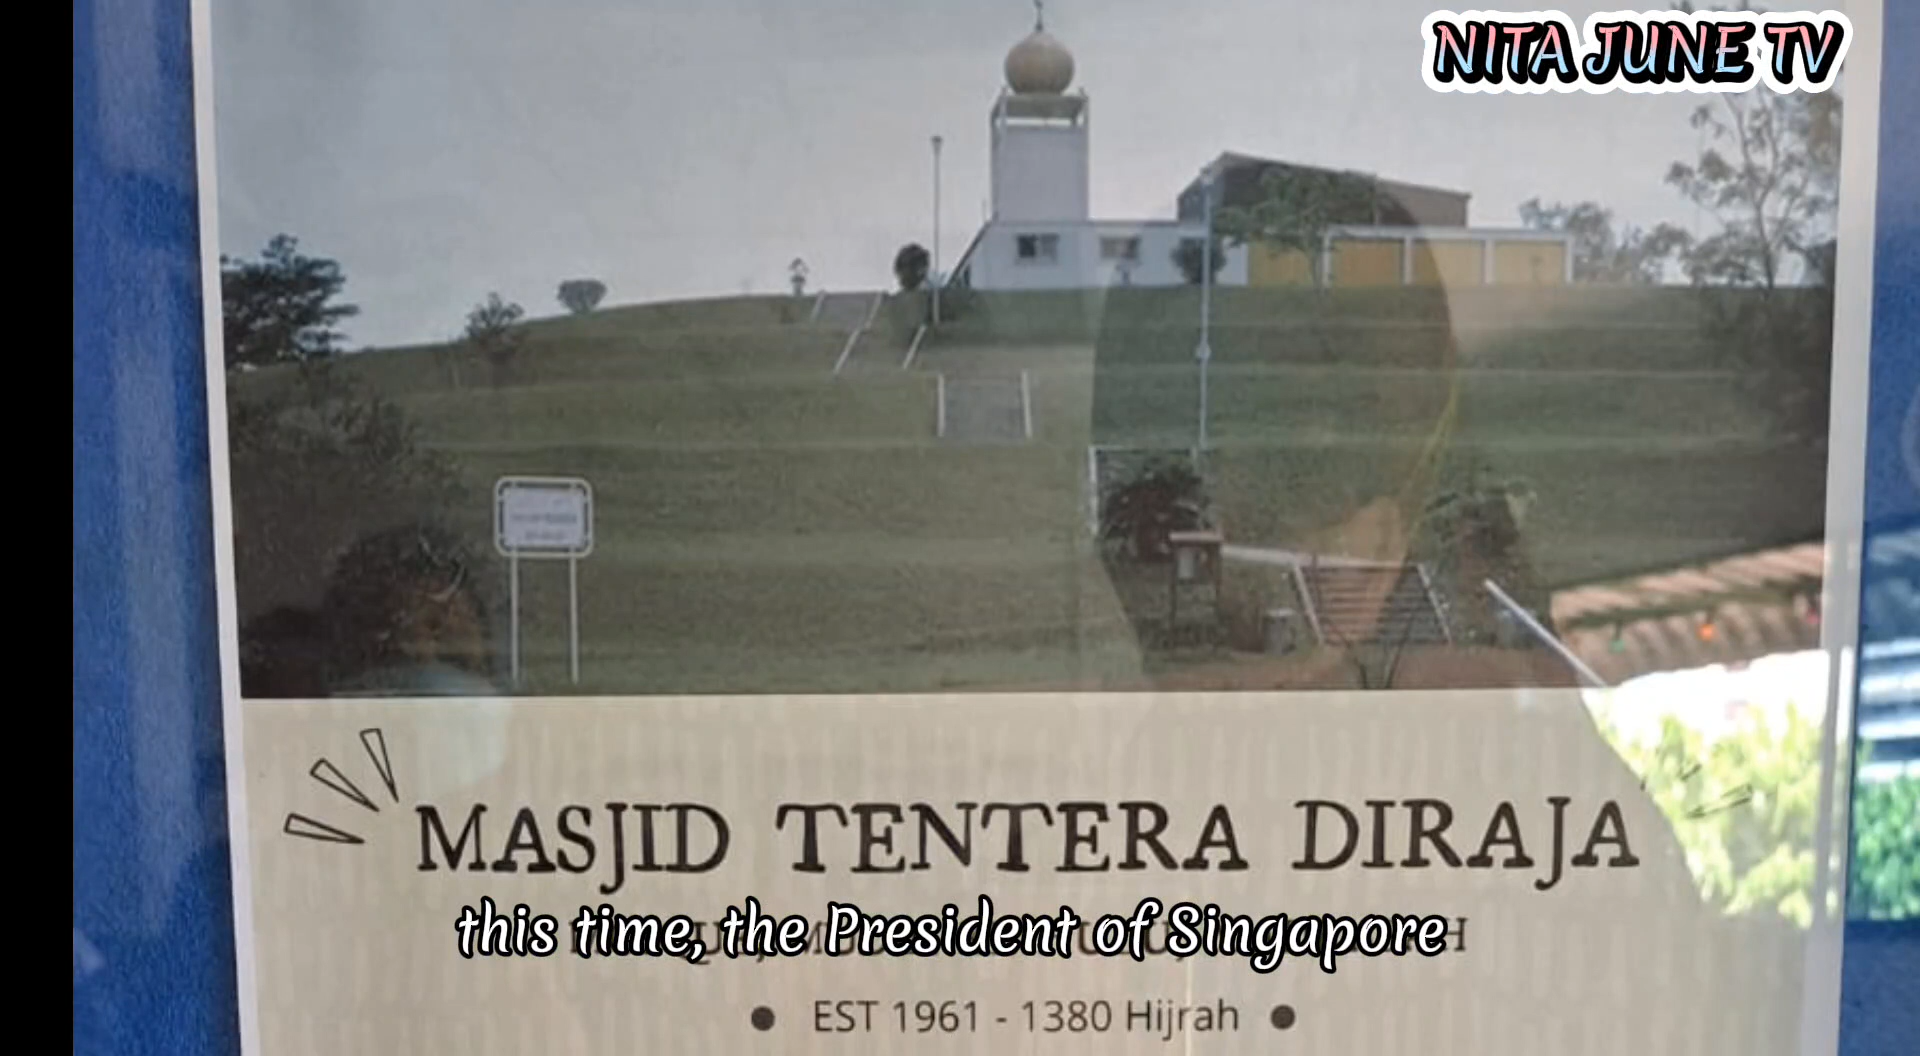 NITA JUNE TV
MASJID TENTERA DIRAJA
this time, the President of Singapore
EST 1961 - 1380 Hijrah